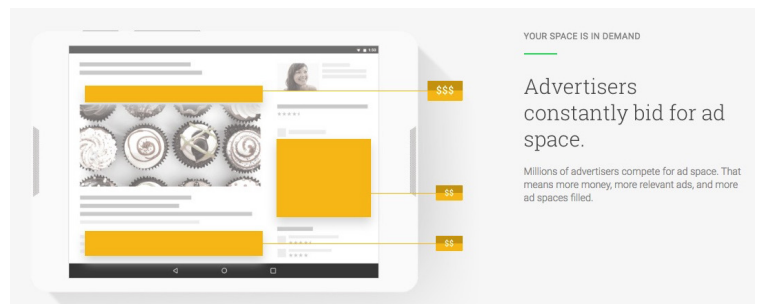 YOUR SPACE IS IN DEMAND
Advertisers
constantly bid for ad
space.
Millions of advertisers compete for ad space. That
means more money, more relevant ads, and more
ad spaces filled.
$$$
$$
$$